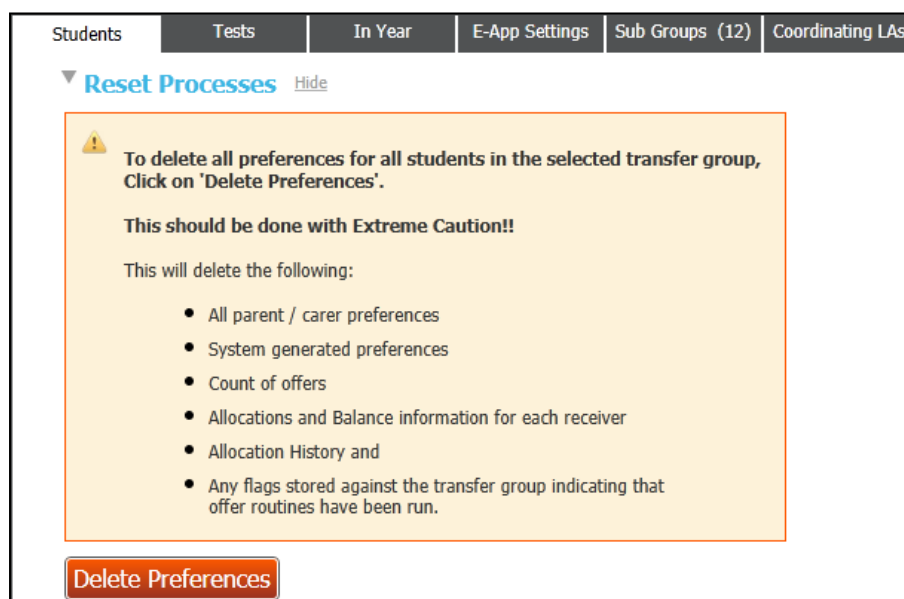 Students Tests In Year E-App Settings Sub Groups (12) Coordinating LAs
Reset Processes Hide
To delete all preferences for all students in the selected transfer group,
Click on 'Delete Preferences'.
This should be done with Extreme Caution!!
This will delete the following:
• All parent / carer preferences
• System generated preferences
• Count of offers
• Allocations and Balance information for each receiver
• Allocation History and
• Any flags stored against the transfer group indicating that
offer routines have been run.
Delete Preferences